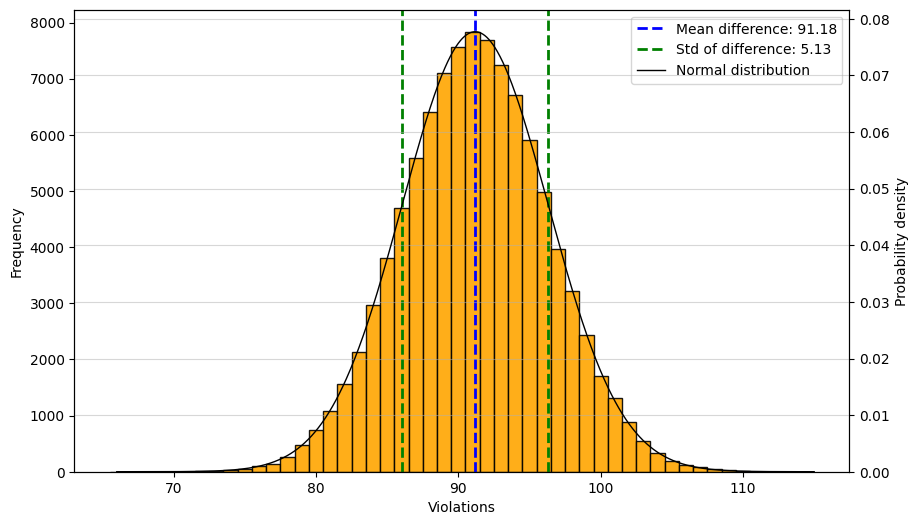 Mean difference: 91.18
Std of difference: 5.13
Normal distribution
8000
7000
6000
5000
4000
3000
2000
1000
0
Frequency
0.08
0.07
0.06
0.05
0.04
0.03
0.02
0.01
0.00
Probability density
70 80 90 100 110
Violations